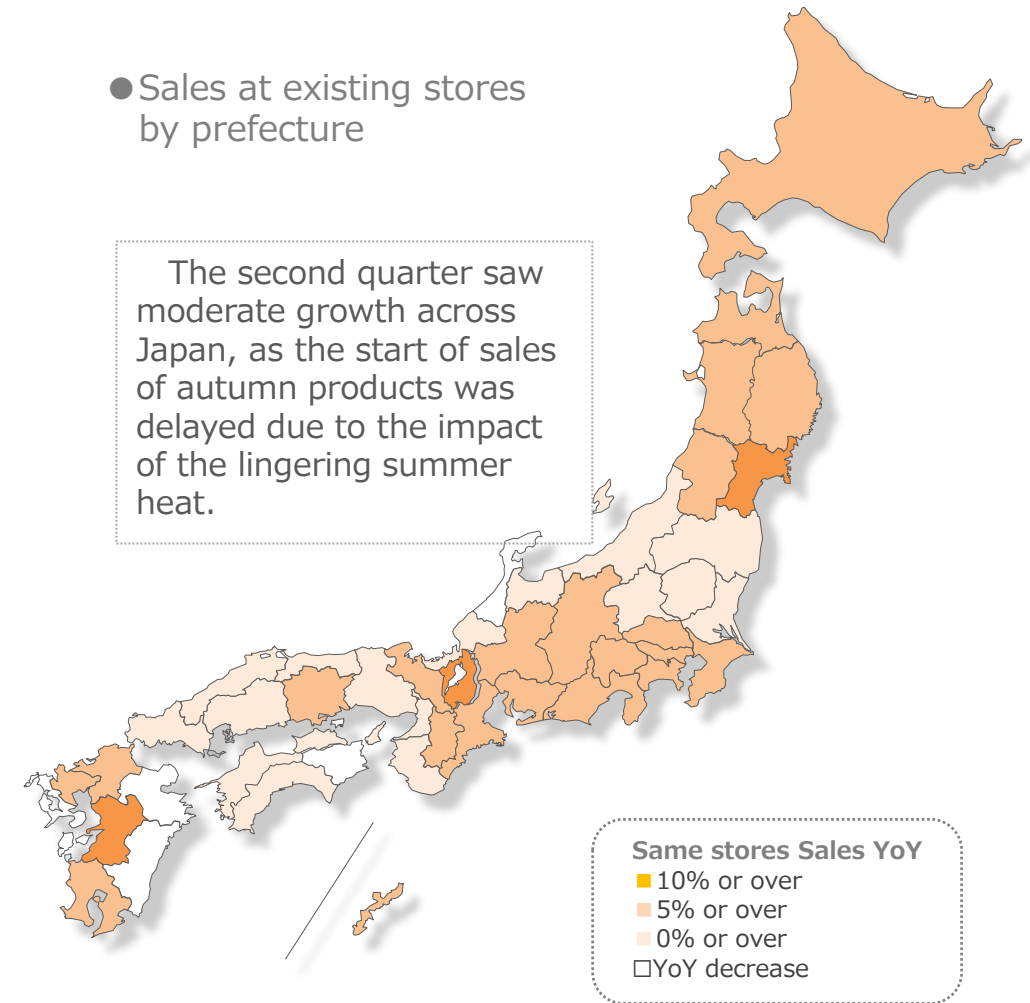 ●Sales at existing stores
by prefecture
The second quarter saw
moderate growth across
Japan, as the start of sales
of autumn products was
delayed due to the impact
of the lingering summer
heat.
Same stores Sales YoY
■10% or over
■5% or over
■0% or over
□YoY decrease